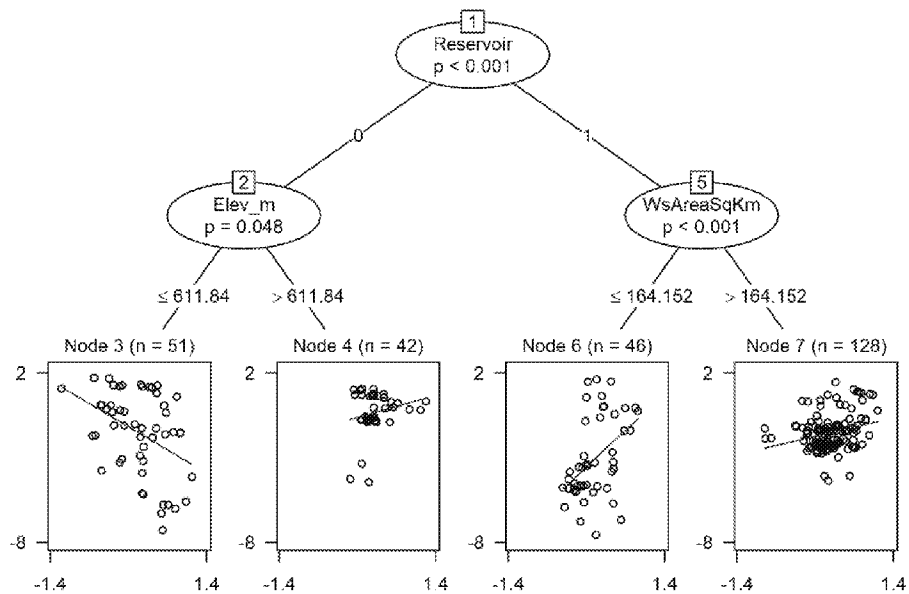 1
Reservoir
p < 0.001
0
1
2
Elev_m
p = 0.048
5
WsAreaSqKm
p < 0.001
≤ 611.84
> 611.84
≤ 164.152
> 164.152
Node 3 (n = 51)
Node 4 (n = 42)
Node 6 (n = 46)
Node 7 (n = 128)
2
2
2
2
-8
-8
-8
-8
-1.4
1.4
-1.4
1.4
-1.4
1.4
-1.4
1.4